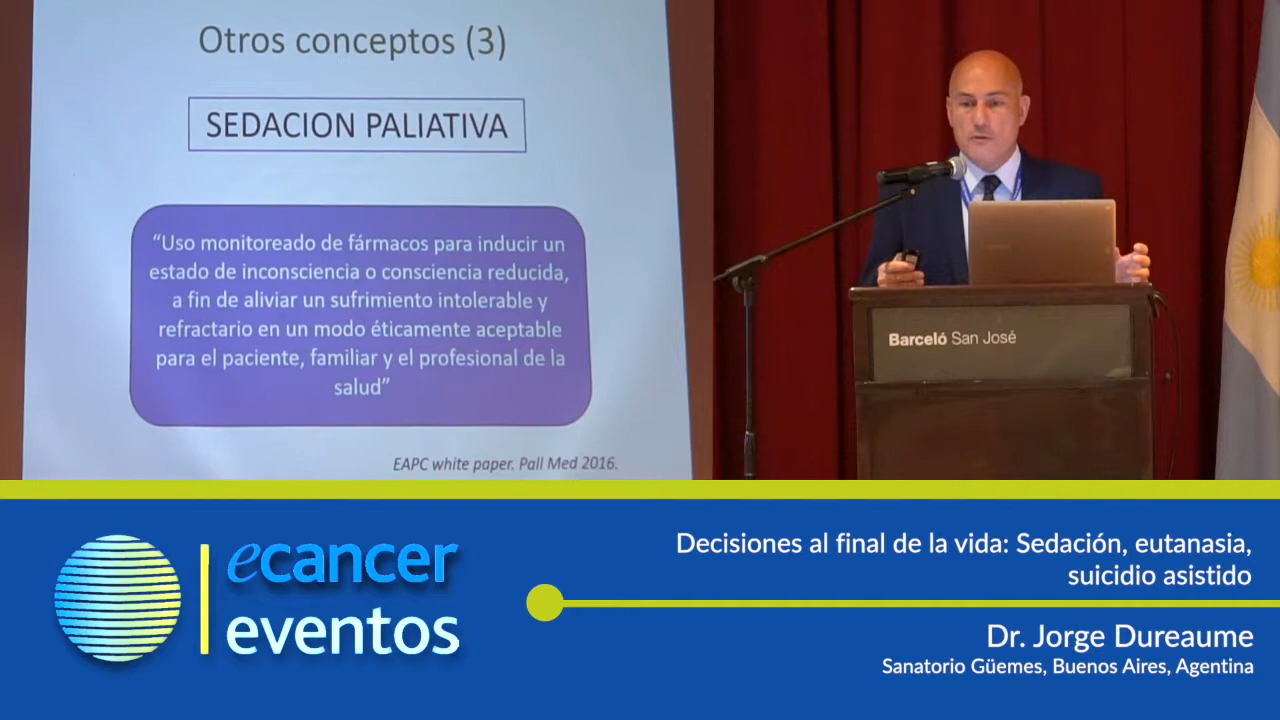 Otros conceptos (3)
SEDACION PALIATIVA
“Uso monitoreado de fármacos para inducir un
estado de inconsciencia o consciencia reducida,
a fin de aliviar un sufrimiento intolerable y
refractario en un modo éticamente aceptable
para el paciente, familiar y el profesional de la
salud”
EAPC white paper. Pall Med 2016.
Barceló San José
ecancer
eventos
Decisiones al final de la vida: Sedación, eutanasia,
suicidio asistido
Dr. Jorge Dureaume
Sanatorio Güemes, Buenos Aires, Agentina